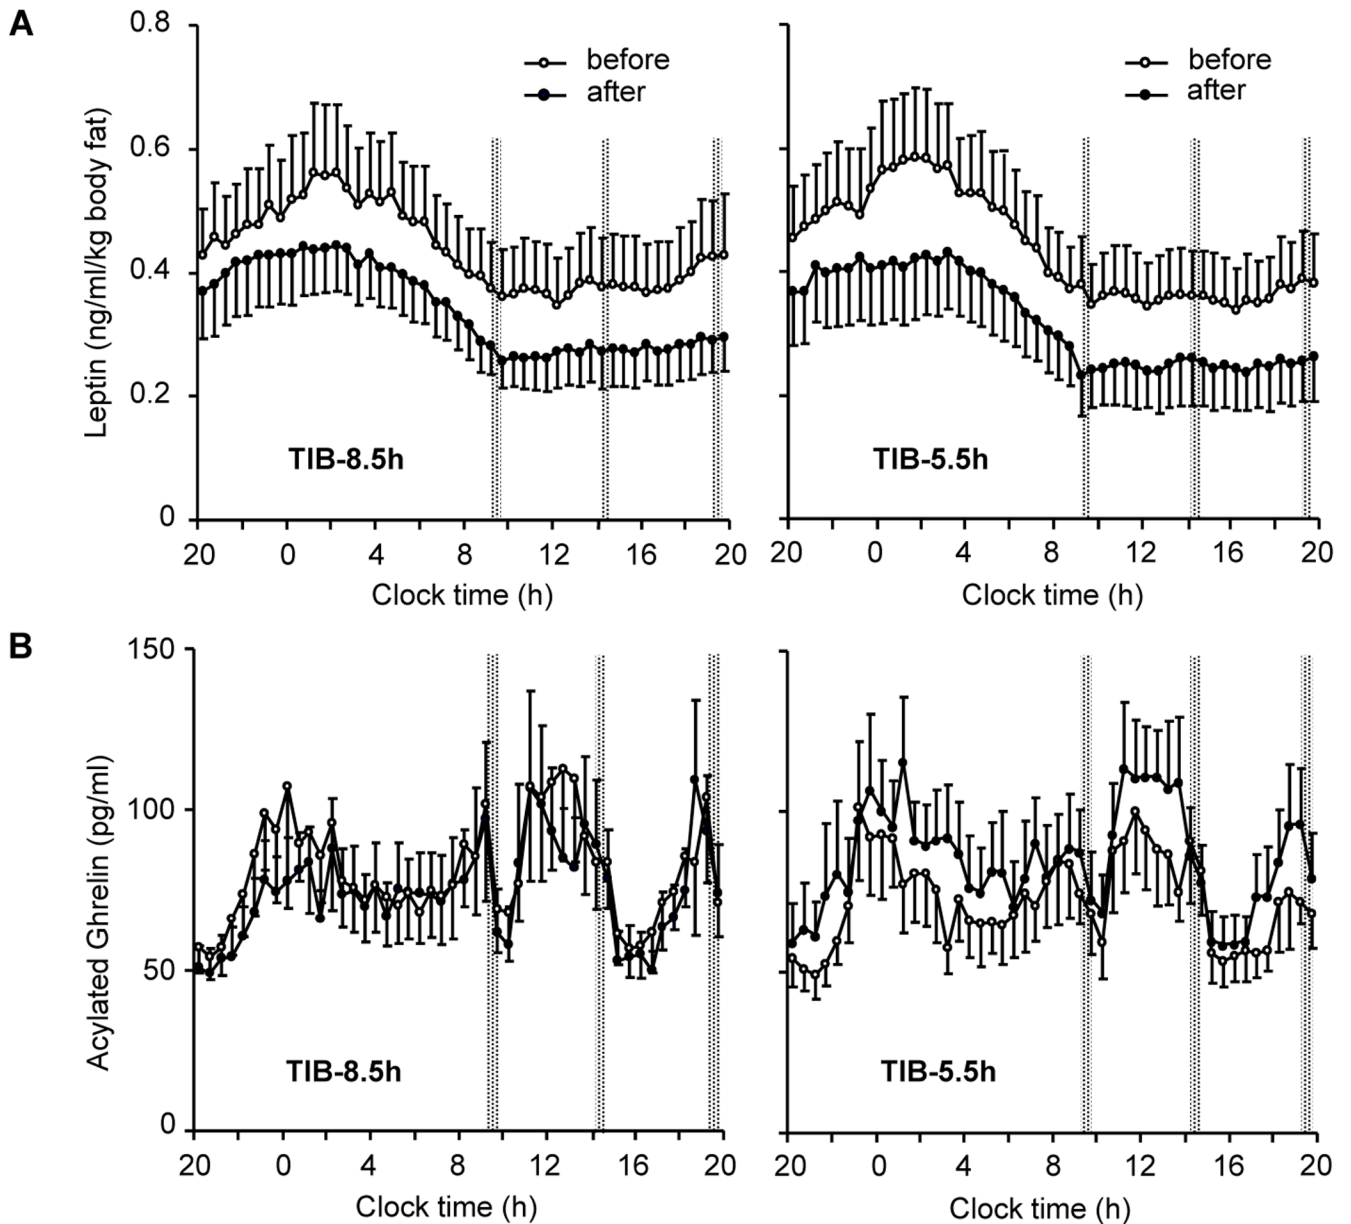 A
0.8
0.6
0.4
0.2
0
Leptin (ng/ml/kg body fat)
before
after
TIB-8.5h
20 0 4 8 12 16 20
Clock time (h)
before
after
TIB-5.5h
20 0 4 8 12 16 20
Clock time (h)
B
150
100
50
0
Acylated Ghrelin (pg/ml)
TIB-8.5h
20 0 4 8 12 16 20
Clock time (h)
TIB-5.5h
20 0 4 8 12 16 20
Clock time (h)